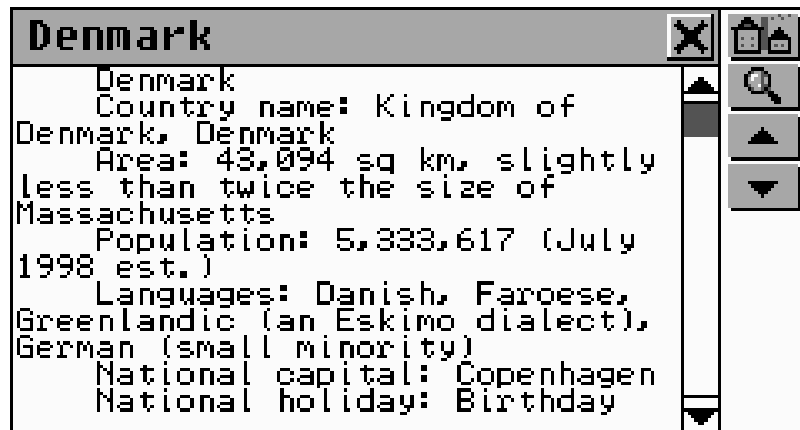 Denmark
Denmark
Country name: Kingdom of
Denmark, Denmark
Area: 43,094 sq km, slightly
less than twice the size of
Massachusetts
Population: 5,333,617 (July
1998 est.)
Languages: Danish, Faroese,
Greenlandic (an Eskimo dialect),
German (small minority)
National capital: Copenhagen
National holiday: Birthday